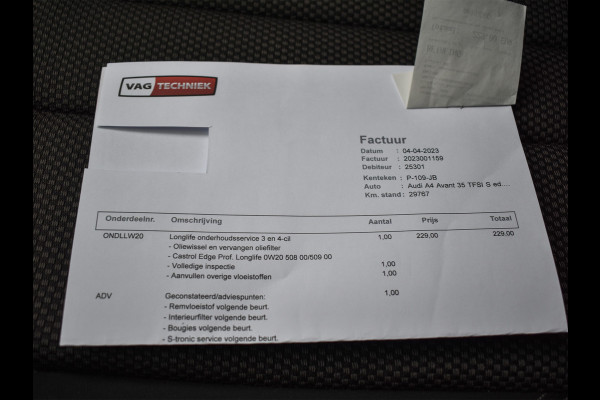 VAG TECHNIEK
Factuur
Datum : 04-04-2023
Factuur : 2023001159
Debiteur : 25301
Kenteken : P-109-JB
Auto : Audi A4 Avant 35 TFSI S ed...
Km. stand : 29767
Onderdeelnr. Omschrijving Aantal Prijs Totaal
ONDLLW20 Longlife onderhoudsservice 3 en 4-cil 1,00 229,00 229,00
- Oliewissel en vervangen oliefilter
- Castrol Edge Prof. Longlife 0W20 508 00/509 00
- Volledige inspectie 1,00
- Aanvullen overige vloeistoffen 1,00
ADV Geconstateerd/adviespunten: 1,00
- Remvloeistof volgende beurt.
- Interieurfilter volgende beurt.
- Bougies volgende beurt.
- S-tronic service volgende beurt.